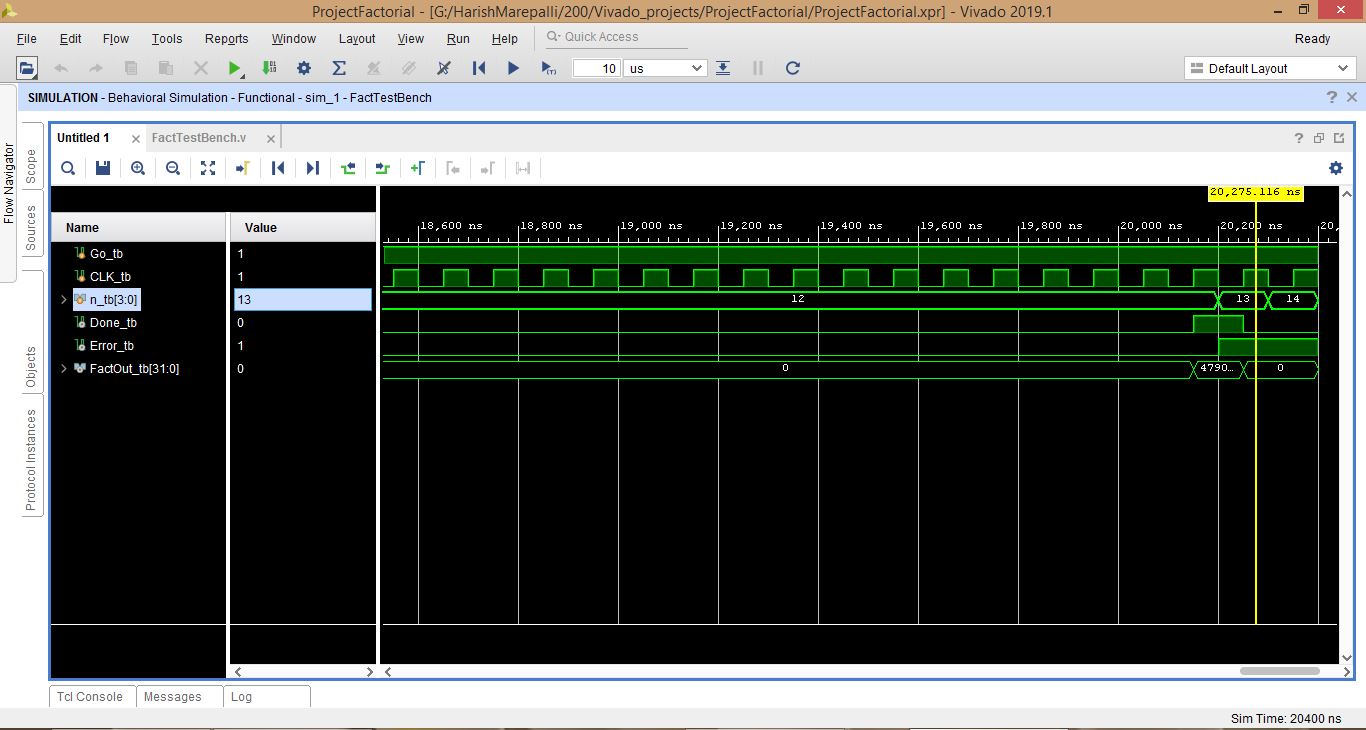 ProjectFactorial - [G:/HarishMarepalli/200/Vivado_projects/ProjectFactorial/ProjectFactorial.xpr] - Vivado 2019.1
File Edit Flow Tools Reports Window Layout View Run Help Quick Access Ready
10 us Default Layout
SIMULATION - Behavioral Simulation - Functional - sim_1 - FactTestBench
Flow Navigator
Scope
Sources
Objects
Protocol Instances
Untitled 1 FactTestBench.v
20,275.116 ns
Name Value
18,600 ns 18,800 ns 19,000 ns 19,200 ns 19,400 ns 19,600 ns 19,800 ns 20,000 ns 20,200 ns 20,
Go_tb 1
CLK_tb 1
n_tb[3:0] 13 12 13 14
Done_tb 0
Error_tb 1
FactOut_tb[31:0] 0 0 4790... 0
Tcl Console Messages Log
Sim Time: 20400 ns